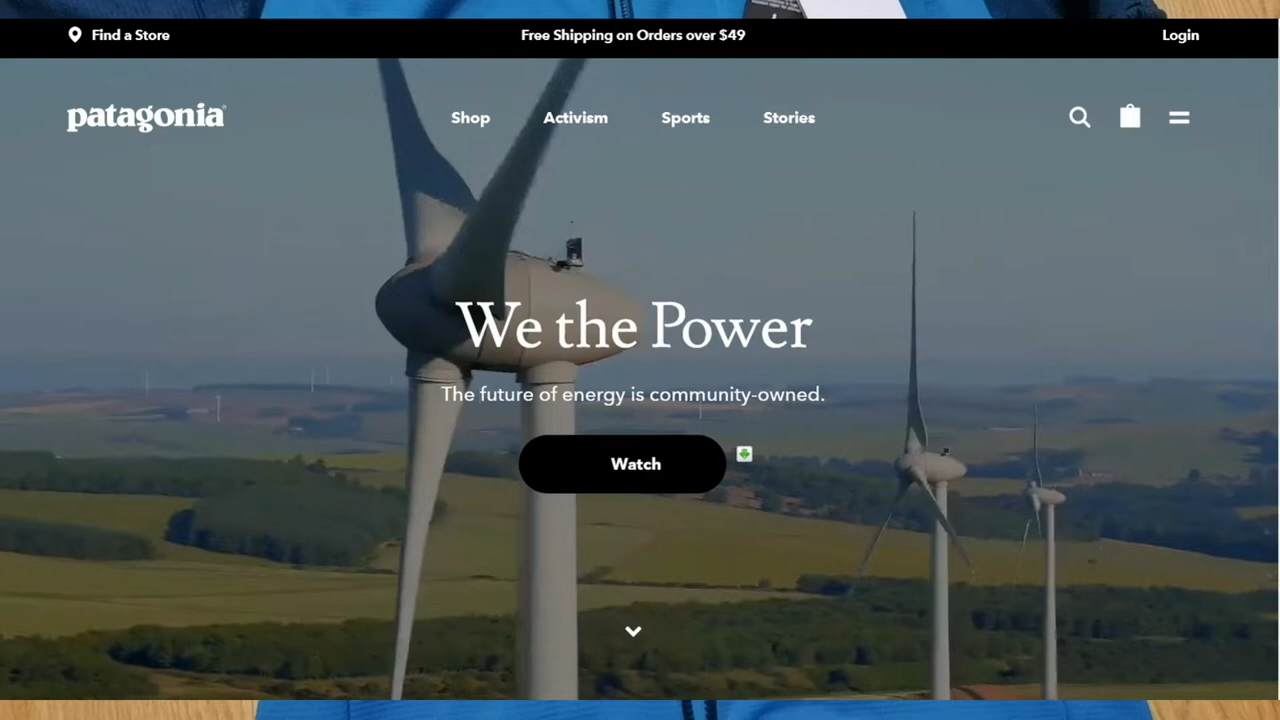 Find a Store
Free Shipping on Orders over $49
Login
patagonia®
Shop
Activism
Sports
Stories
We the Power
The future of energy is community-owned.
Watch